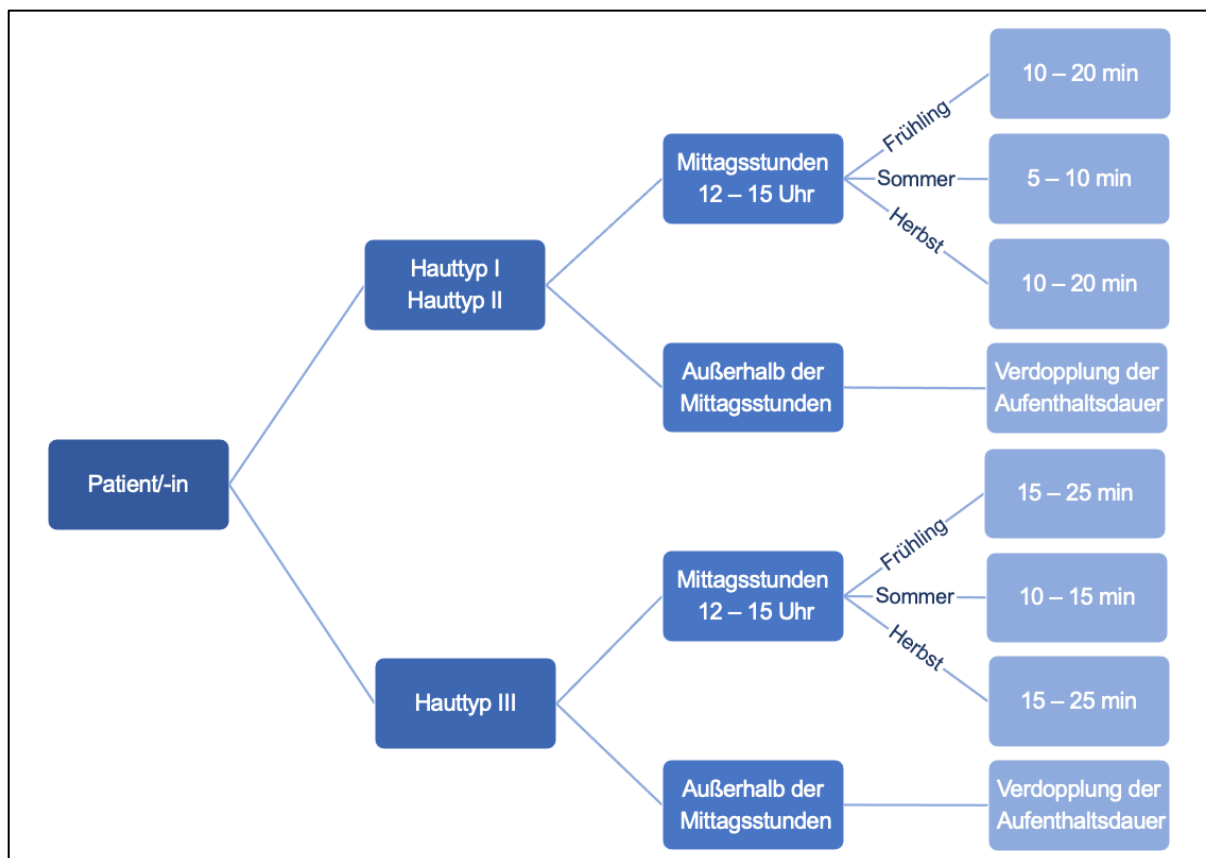 Patient/-in
Hauttyp I
Hauttyp II
Mittagsstunden
12 – 15 Uhr
Frühling
10 – 20 min
Sommer
5 – 10 min
Herbst
10 – 20 min
Außerhalb der
Mittagsstunden
Verdopplung der
Aufenthaltsdauer
Hauttyp III
Mittagsstunden
12 – 15 Uhr
Frühling
15 – 25 min
Sommer
10 – 15 min
Herbst
15 – 25 min
Außerhalb der
Mittagsstunden
Verdopplung der
Aufenthaltsdauer